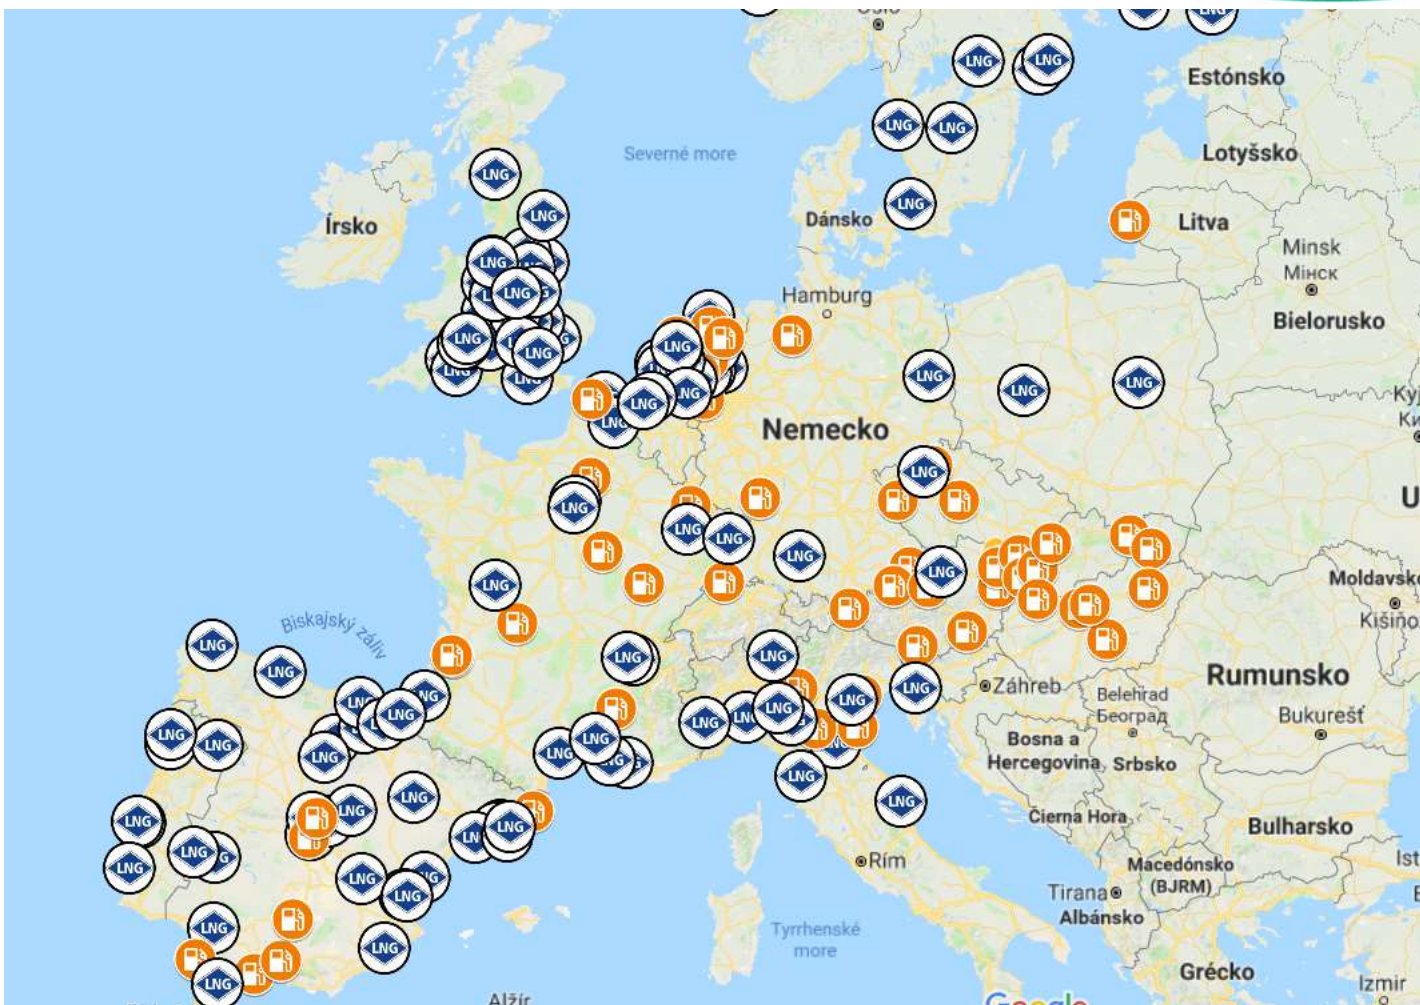 Estónsko
Lotyšsko
Severné more
Írsko
Dánsko
Litva
Minsk
Мінск
Hamburg
Bielorusko
Nemecko
Moldavsko
Biskajský záliv
Rumunsko
Záhreb
Belehrad
Београд
Bukurešť
Bosna a
Hercegovina
Srbsko
Čierna Hora
Bulharsko
Rím
Macedónsko
(BJRM)
Tirana
Albánsko
Tyrrhenské
more
Grécko
Izmir
Alžír
LNG